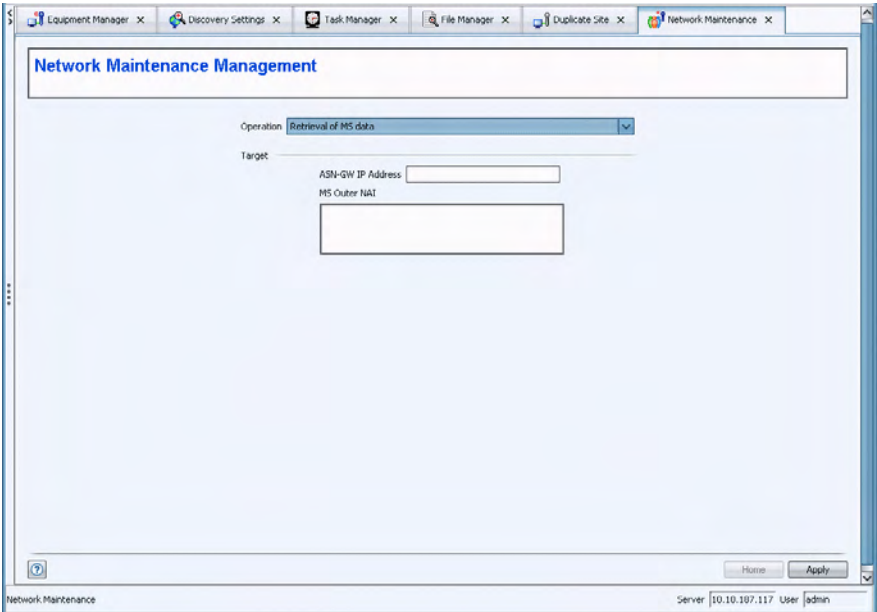 Equipment Manager X Discovery Settings X Task Manager X File Manager X Duplicate Site X Network Maintenance X
Network Maintenance Management
Operation Retrieval of MS data
Target
ASN-GW IP Address
MS Outer NAI
? Home Apply
Network Maintenance Server 10.10.187.117 User admin